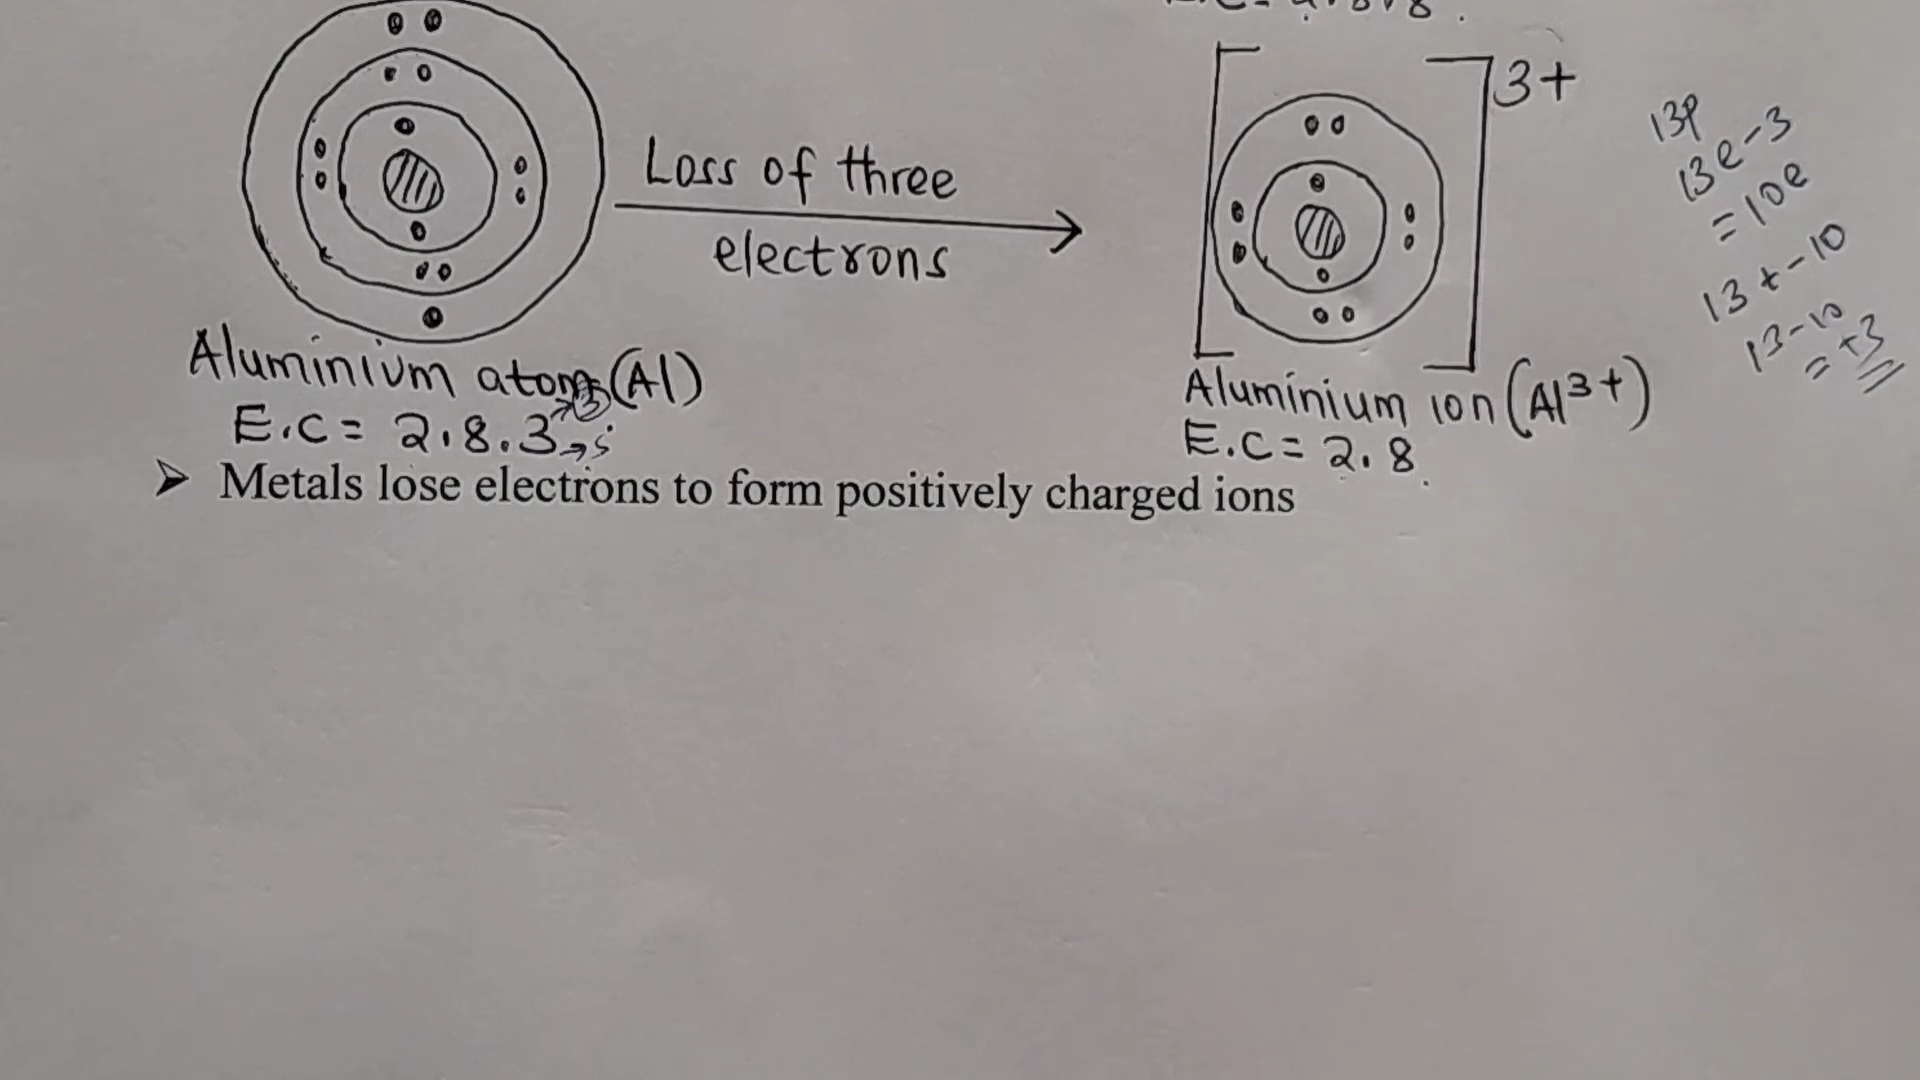 3+
Loss of three
electrons
13p
13e-3
= 10e
13+-10
13-10
= +3
Aluminium atom (Al)
E.C = 2.8.3
Aluminium ion (Al3+)
E.C = 2.8
➤ Metals lose electrons to form positively charged ions